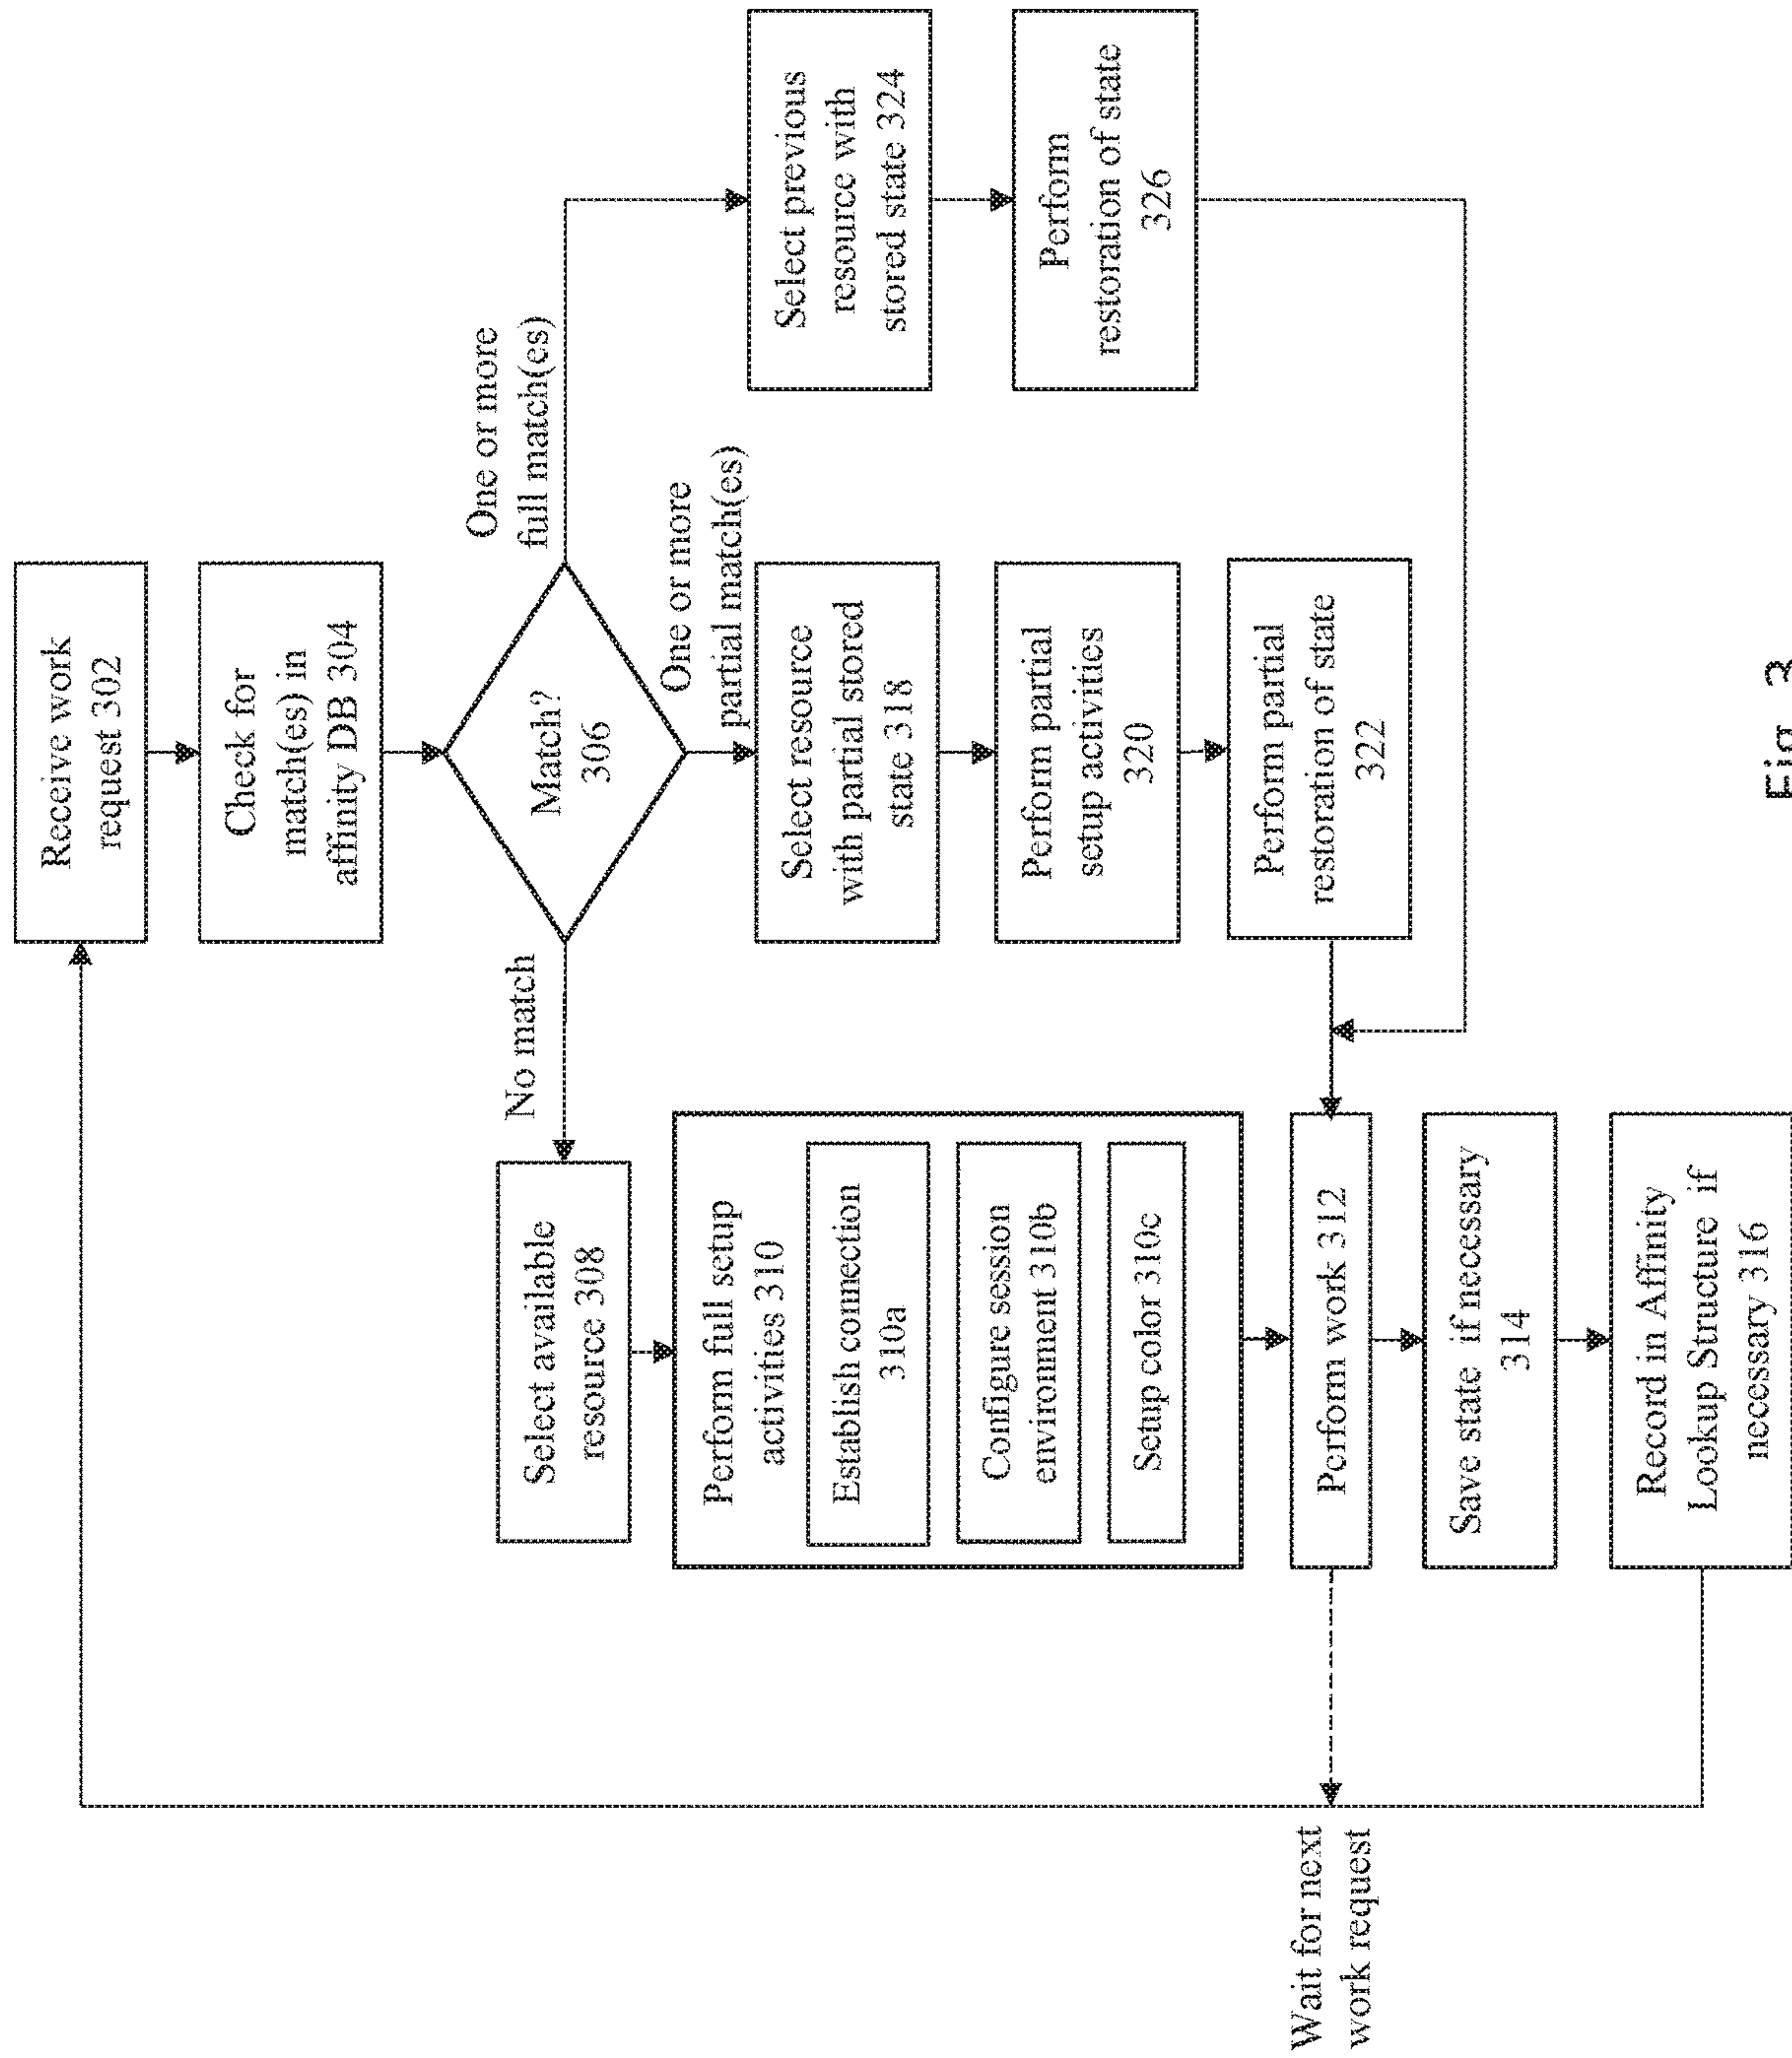 Receive work
request 302
Check for
match(es) in
affinity DB 304
Match?
306
No match
One or more
full match(es)
One or more
partial match(es)
Select available
resource 308
Perform full setup
activities 310
Establish connection
310a
Configure session
environment 310b
Setup color 310c
Perform work 312
Save state if necessary
314
Record in Affinity
Lookup Structure if
necessary 316
Wait for next
work request
Select resource
with partial stored
state 318
Perform partial
setup activities
320
Perform partial
restoration of state
322
Select previous
resource with
stored state 324
Perform
restoration of state
326
Fig. 3